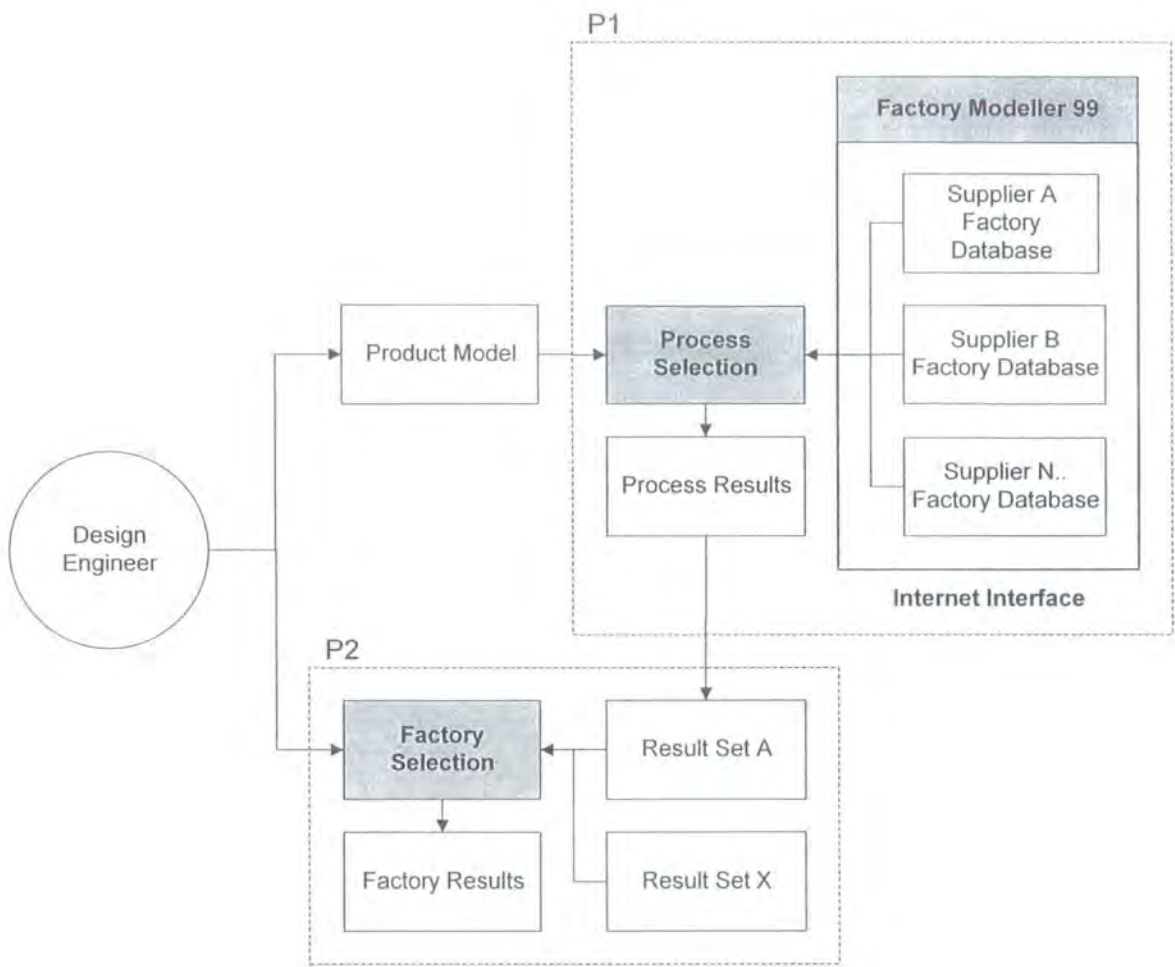 P1
Factory Modeller 99
Supplier A
Factory
Database
Product Model
Process
Selection
Supplier B
Factory Database
Process Results
Supplier N..
Factory Database
Design
Engineer
Internet Interface
P2
Factory
Selection
Result Set A
Factory Results
Result Set X